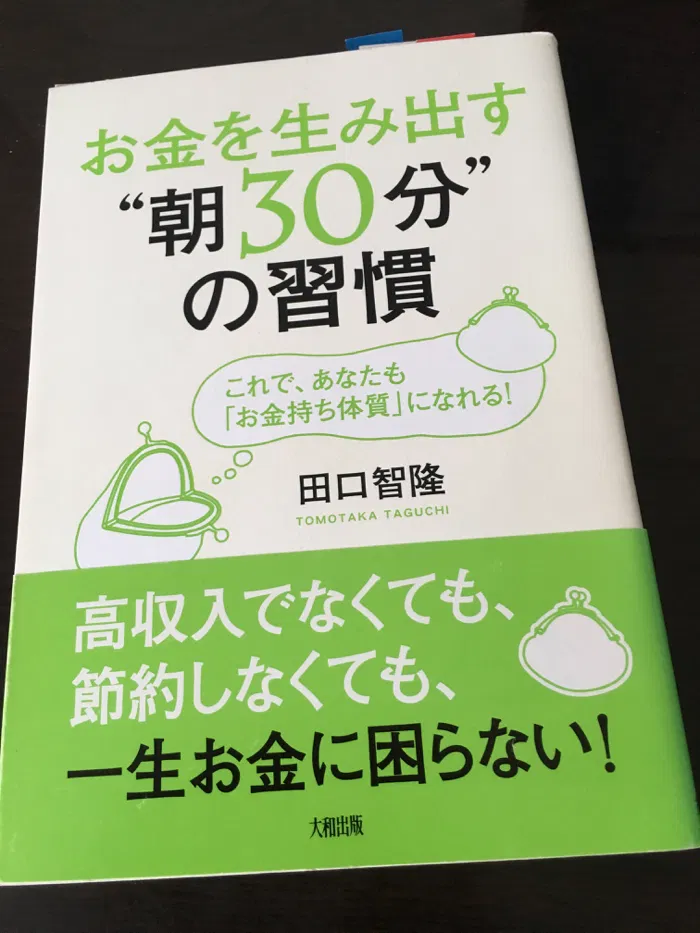 お金を生み出す
“朝30分”
の習慣
これで、あなたも
「お金持ち体質」になれる!
田口智隆
TOMOTAKA TAGUCHI
高収入でなくても、
節約しなくても、
一生お金に困らない!
大和出版